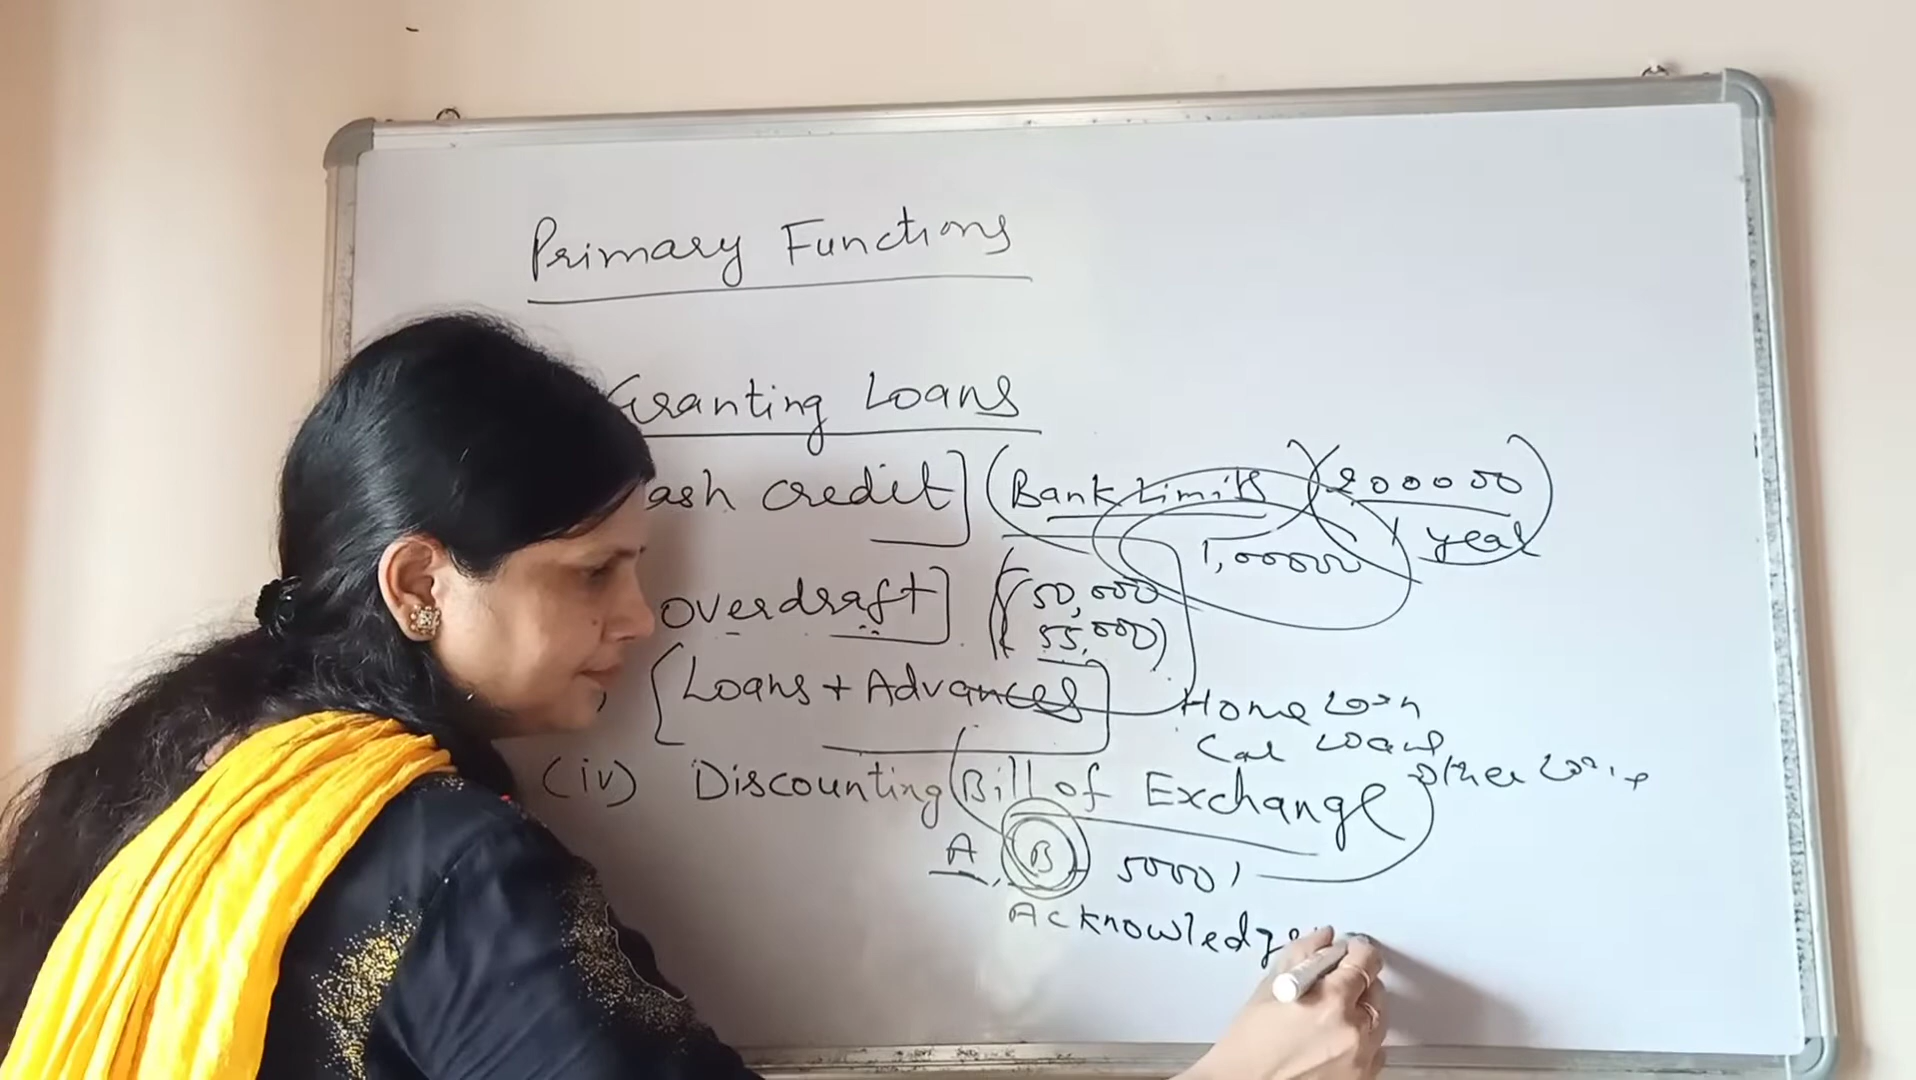 Primary Functions
Granting Loans
ash credit] (Bank Limits) (200000)
1,00000 1 year
overdraft] (50,000
55,000)
) [Loans + Advances] Home Loan
Car Loans
(iv) Discounting (Bill of Exchange) other Loans
A, B 5000/
Acknowledge